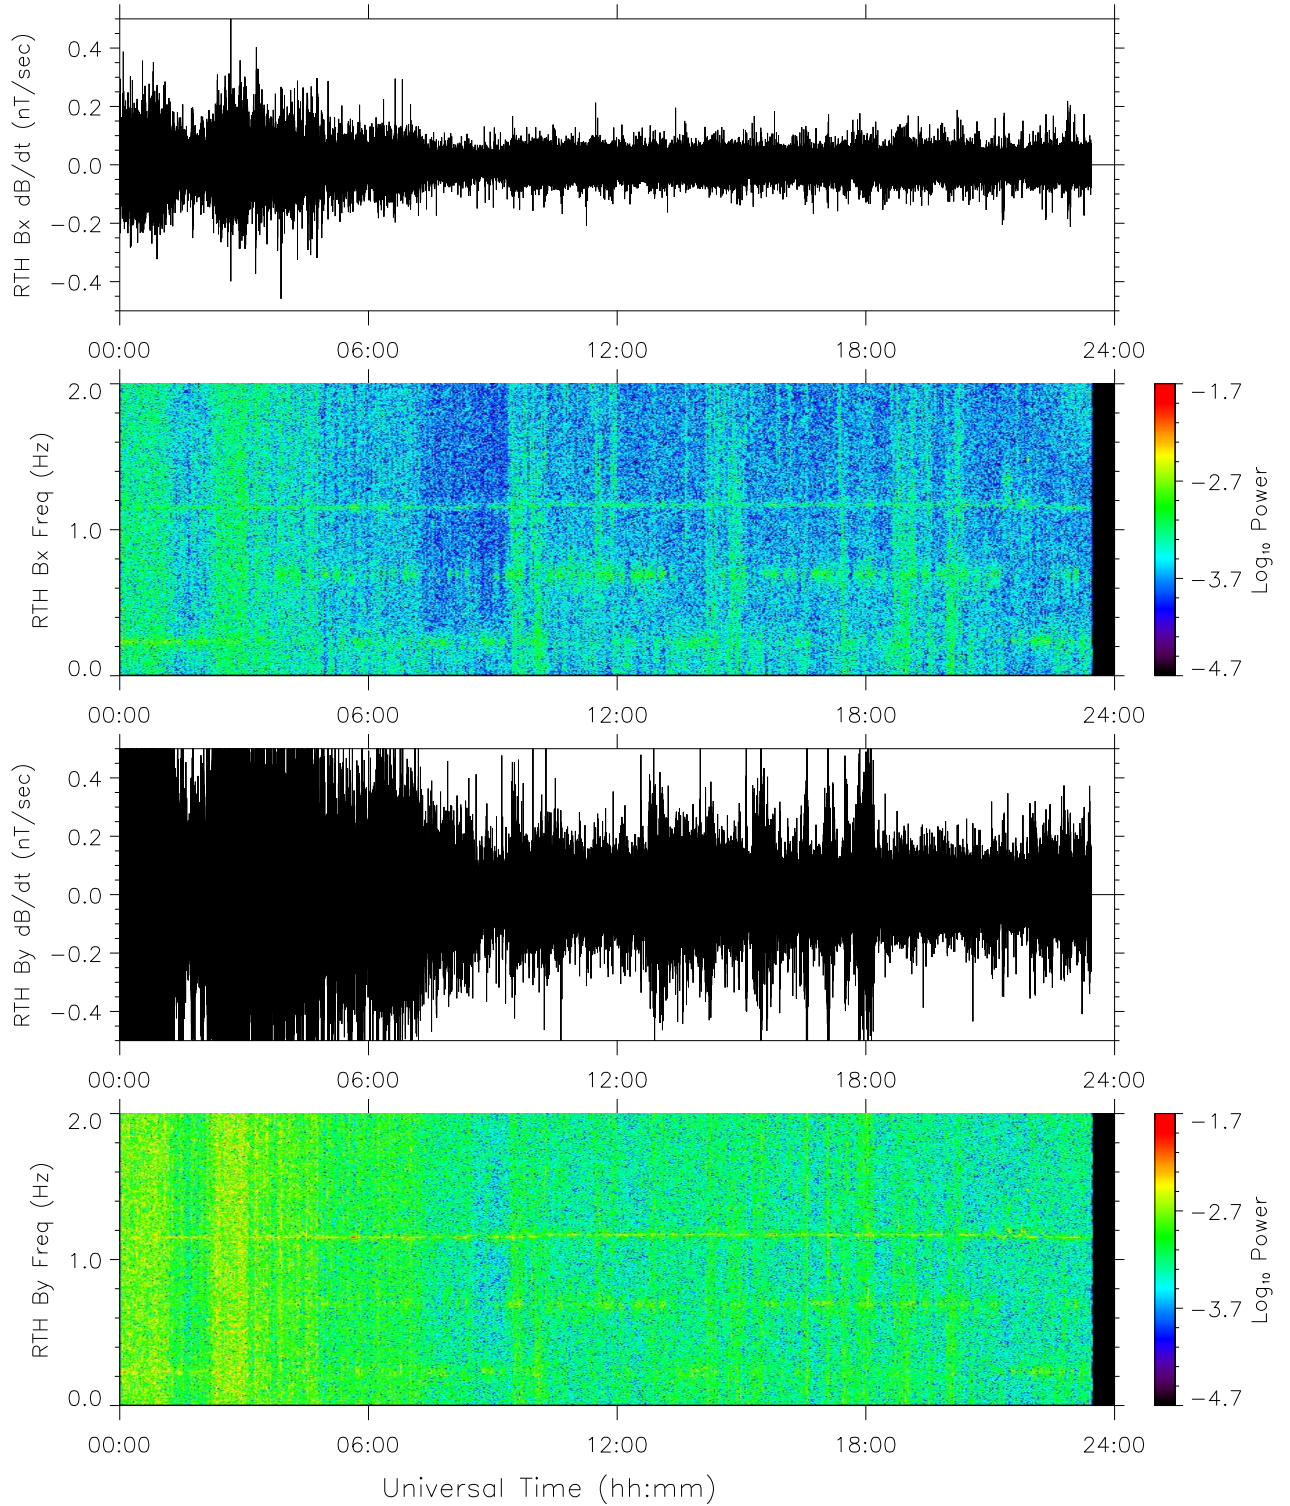 RTH Bx dB/dt (nT/sec)
0.4
0.2
0.0
−0.2
−0.4
00:00 06:00 12:00 18:00 24:00
RTH Bx Freq (Hz)
2.0
1.0
0.0
−1.7
−2.7
−3.7
−4.7
Log₁₀ Power
00:00 06:00 12:00 18:00 24:00
RTH By dB/dt (nT/sec)
0.4
0.2
0.0
−0.2
−0.4
00:00 06:00 12:00 18:00 24:00
RTH By Freq (Hz)
2.0
1.0
0.0
−1.7
−2.7
−3.7
−4.7
Log₁₀ Power
00:00 06:00 12:00 18:00 24:00
Universal Time (hh:mm)